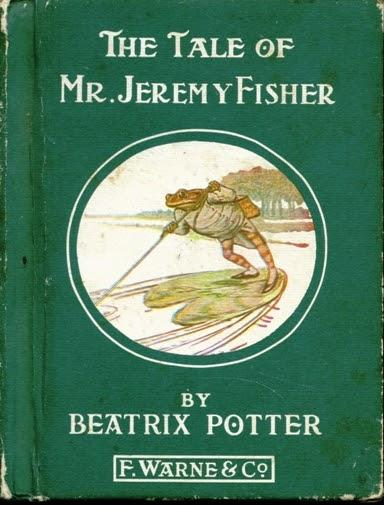 THE TALE OF
MR. JEREMY FISHER
BY
BEATRIX POTTER
F. WARNE & Co